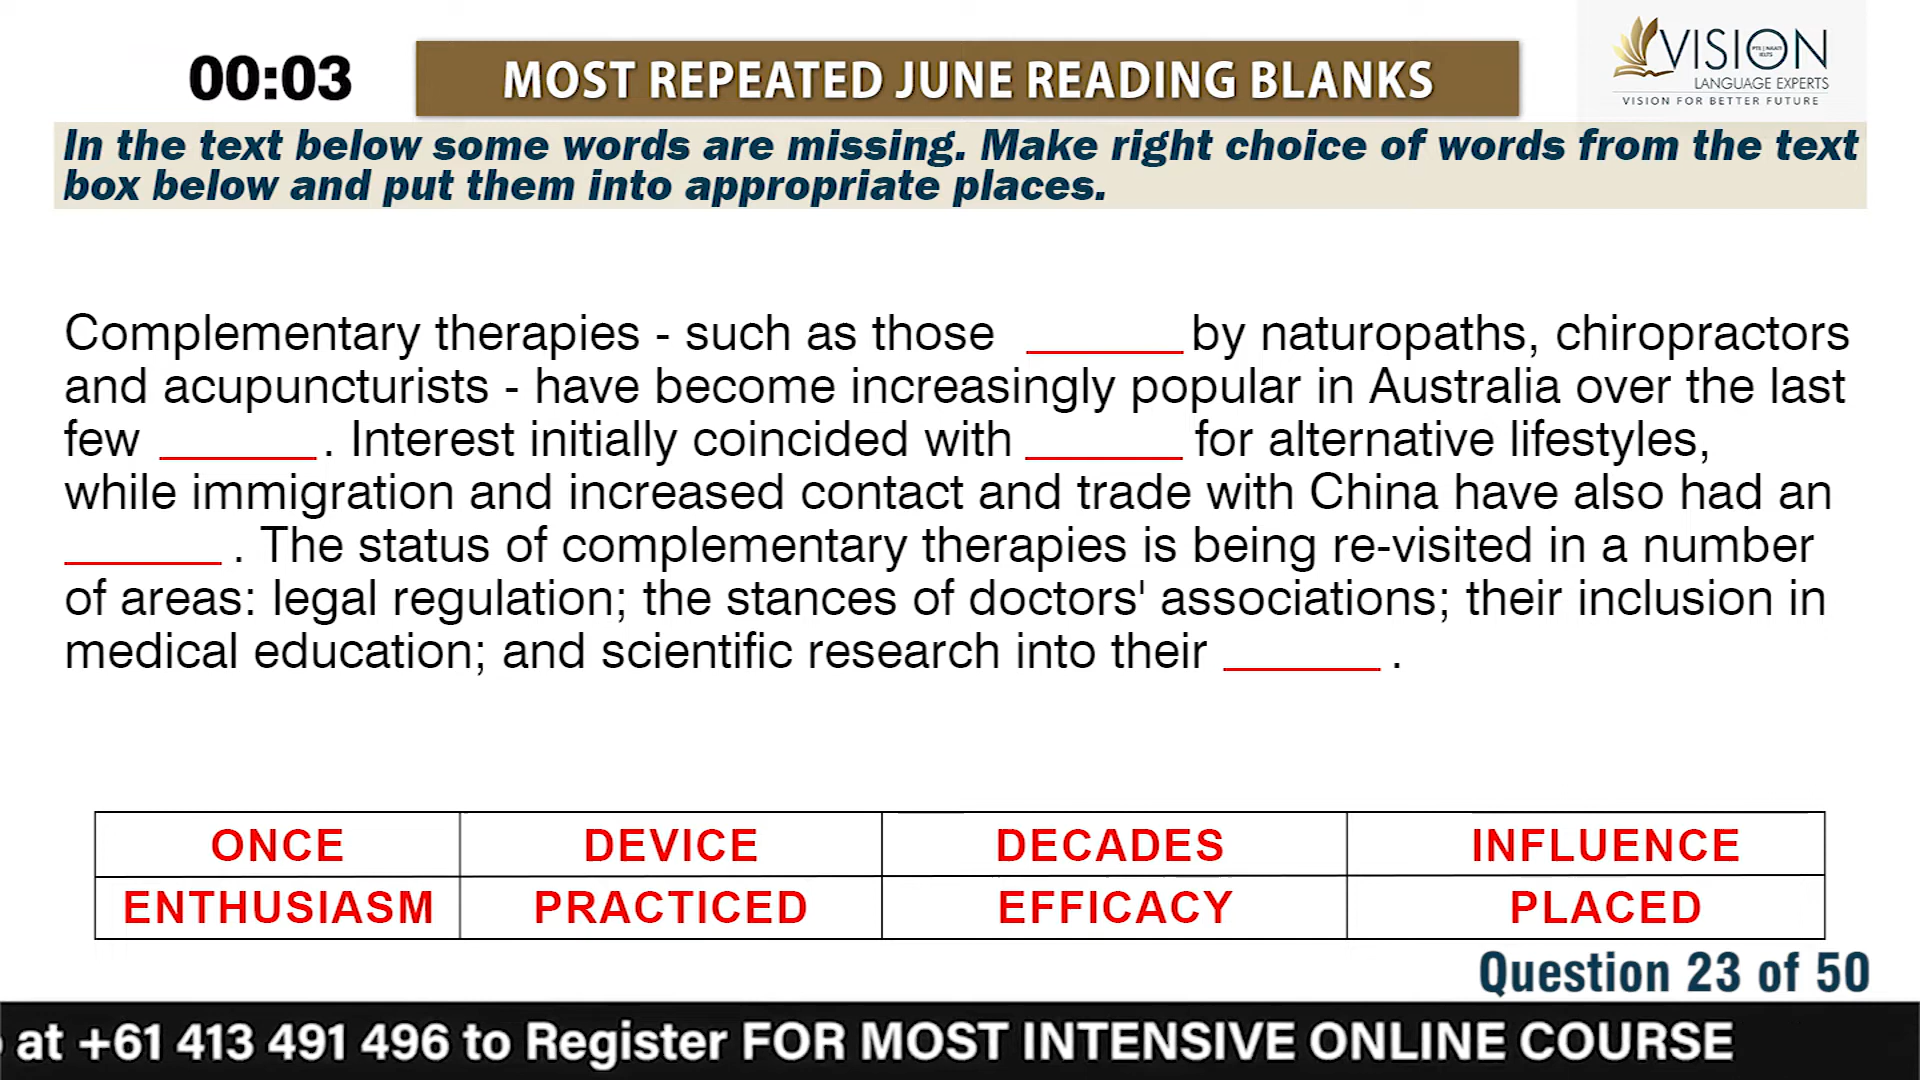 00:03
MOST REPEATED JUNE READING BLANKS
VISION
PTE | NAATI
IELTS
LANGUAGE EXPERTS
VISION FOR BETTER FUTURE
In the text below some words are missing. Make right choice of words from the text
box below and put them into appropriate places.
Complementary therapies - such as those ______ by naturopaths, chiropractors
and acupuncturists - have become increasingly popular in Australia over the last
few ______. Interest initially coincided with ______ for alternative lifestyles,
while immigration and increased contact and trade with China have also had an
______. The status of complementary therapies is being re-visited in a number
of areas: legal regulation; the stances of doctors' associations; their inclusion in
medical education; and scientific research into their ______.
ONCE DEVICE DECADES INFLUENCE
ENTHUSIASM PRACTICED EFFICACY PLACED
Question 23 of 50
at +61 413 491 496 to Register FOR MOST INTENSIVE ONLINE COURSE